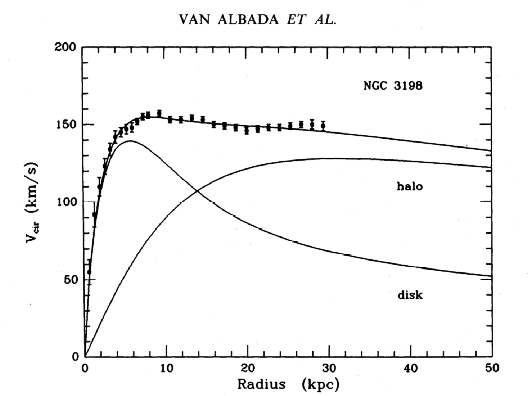 VAN ALBADA ET AL.
200
NGC 3198
150
V_cir (km/s)
100
halo
50
disk
0
0 10 20 30 40 50
Radius (kpc)